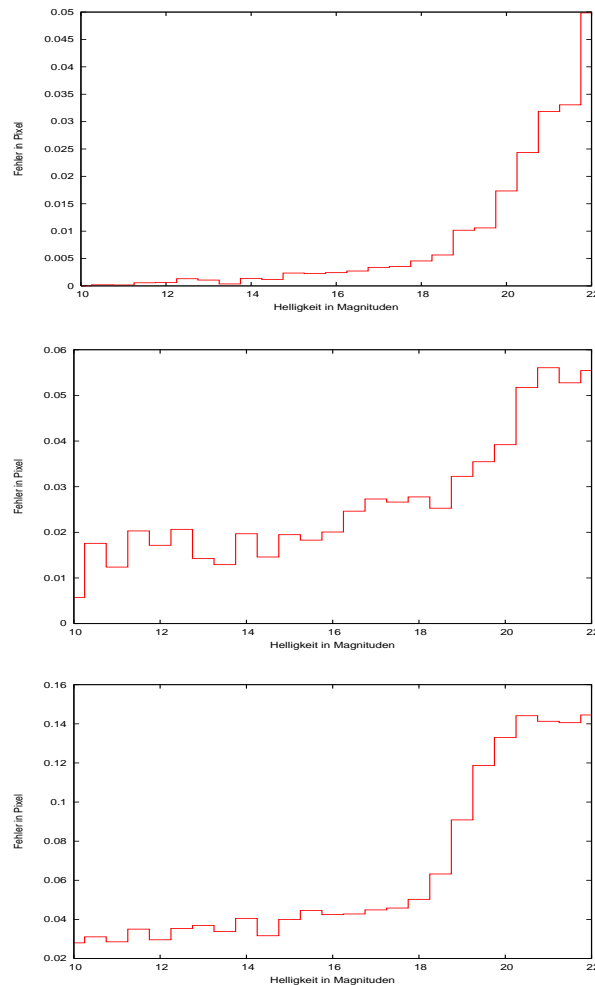 0.05
0.045
0.04
0.035
0.03
0.025
0.02
0.015
0.01
0.005
0
Fehler in Pixel
10 12 14 16 18 20 22
Helligkeit in Magnituden
0.06
0.05
0.04
0.03
0.02
0.01
0
Fehler in Pixel
10 12 14 16 18 20 22
Helligkeit in Magnituden
0.16
0.14
0.12
0.1
0.08
0.06
0.04
0.02
Fehler in Pixel
10 12 14 16 18 20 22
Helligkeit in Magnituden